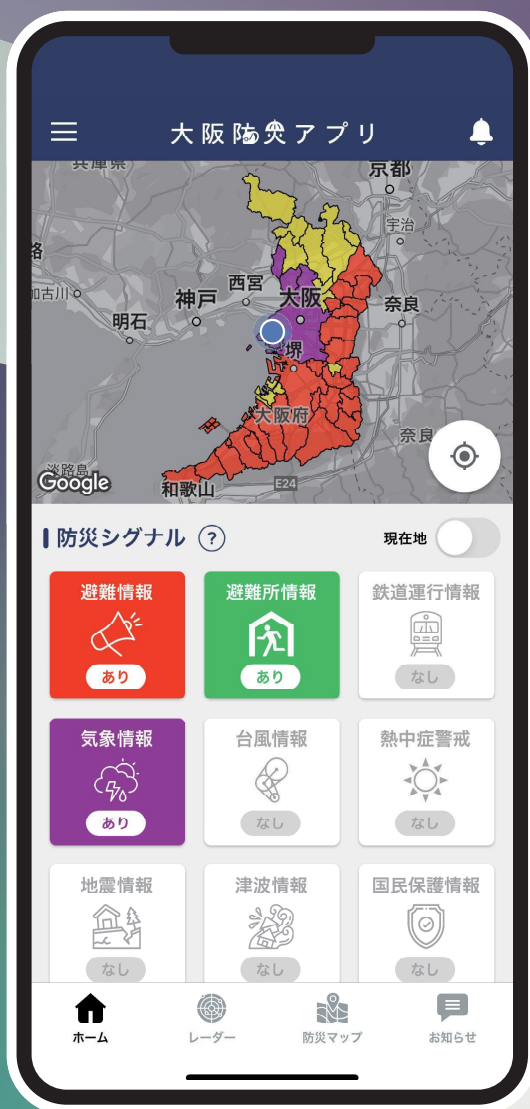 大阪防災アプリ
兵庫県
京都
宇治
路
加古川
西宮
神戸
大阪
奈良
明石
堺
大阪府
奈良
淡路島
Google
和歌山
E24
防災シグナル ?
現在地
避難情報
あり
避難所情報
あり
鉄道運行情報
なし
気象情報
あり
台風情報
なし
熱中症警戒
なし
地震情報
なし
津波情報
なし
国民保護情報
なし
ホーム
レーダー
防災マップ
お知らせ